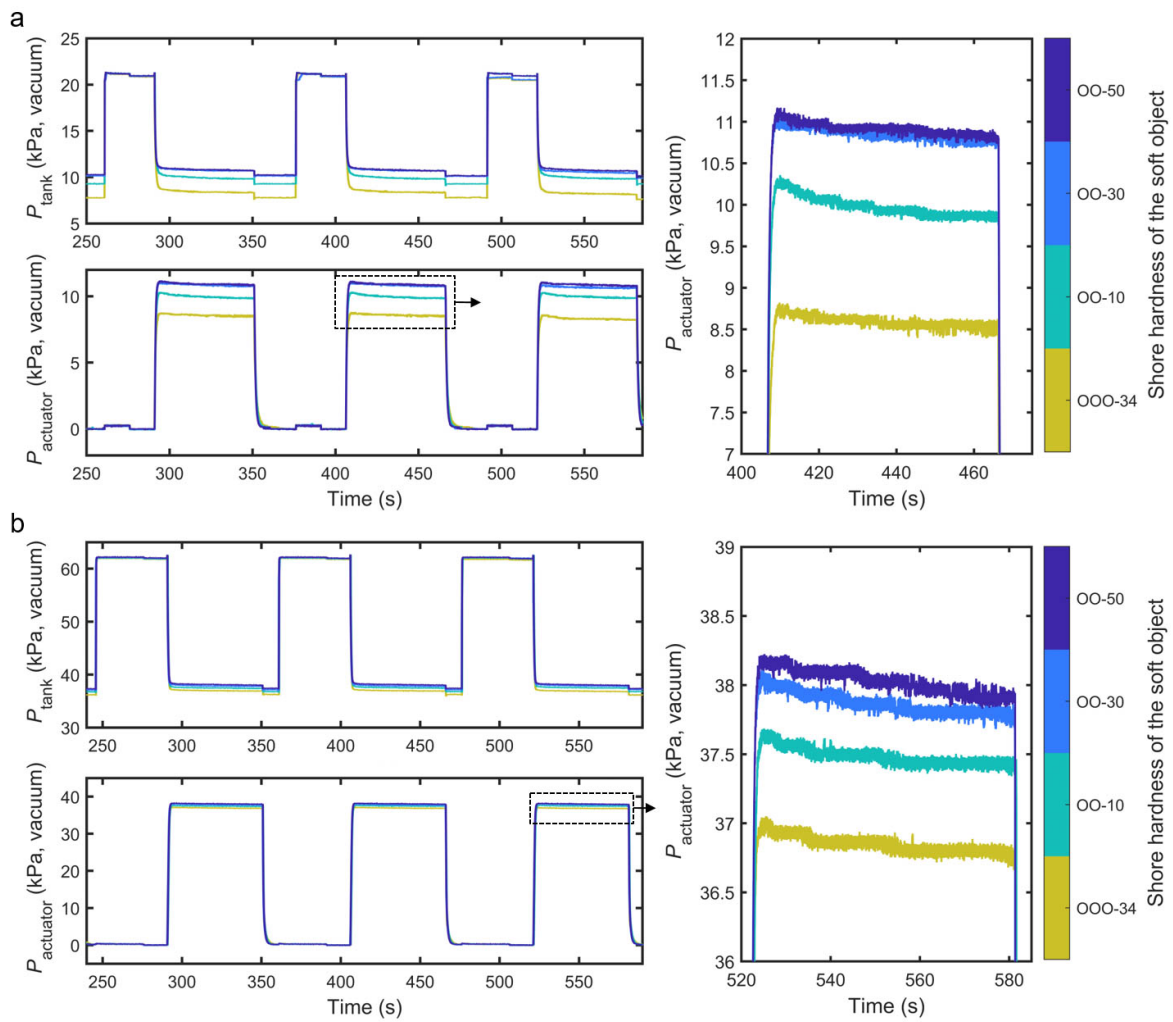 a
P tank (kPa, vacuum)
25
20
15
10
5
250 300 350 400 450 500 550
P actuator (kPa, vacuum)
10
5
0
250 300 350 400 450 500 550
Time (s)
P actuator (kPa, vacuum)
12
11.5
11
10.5
10
9.5
9
8.5
8
7.5
7
400 420 440 460
Time (s)
OO-50
OO-30
OO-10
OOO-34
Shore hardness of the soft object
b
P tank (kPa, vacuum)
60
50
40
30
250 300 350 400 450 500 550
P actuator (kPa, vacuum)
40
30
20
10
0
250 300 350 400 450 500 550
Time (s)
P actuator (kPa, vacuum)
39
38.5
38
37.5
37
36.5
36
520 540 560 580
Time (s)
OO-50
OO-30
OO-10
OOO-34
Shore hardness of the soft object